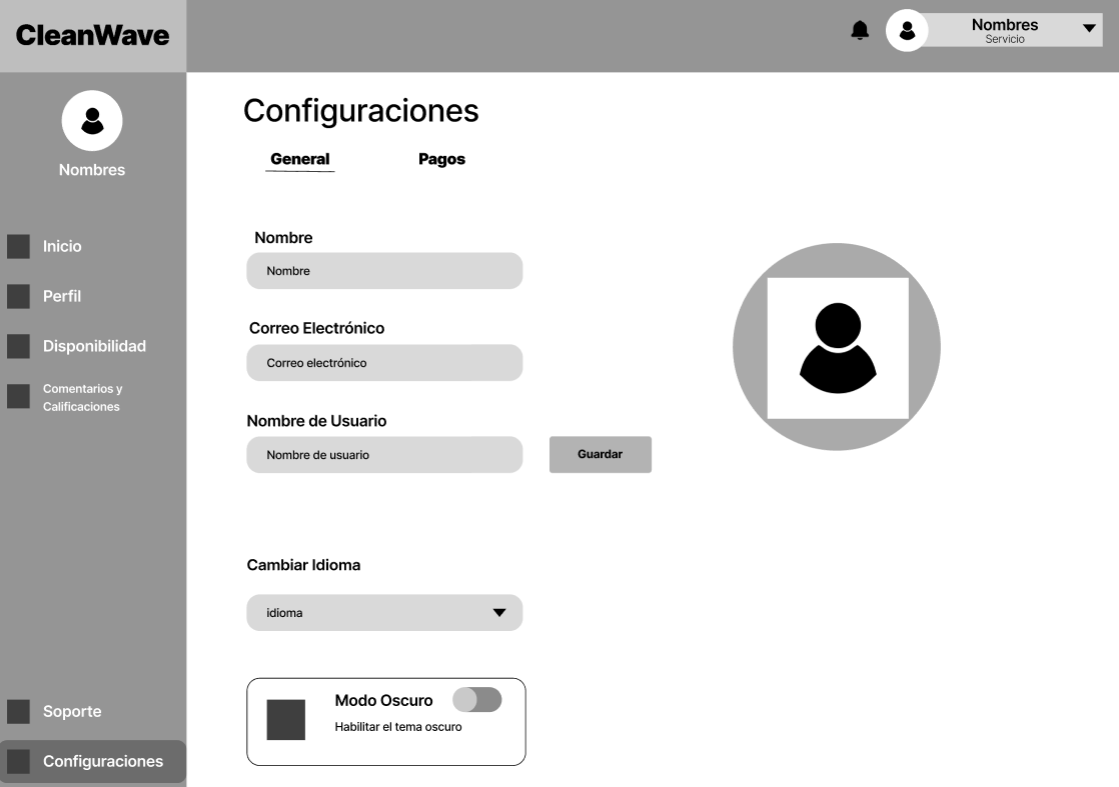 CleanWave
Nombres
Servicio
Nombres
Inicio
Perfil
Disponibilidad
Comentarios y
Calificaciones
Soporte
Configuraciones
Configuraciones
General
Pagos
Nombre
Nombre
Correo Electrónico
Correo electrónico
Nombre de Usuario
Nombre de usuario
Guardar
Cambiar Idioma
idioma
Modo Oscuro
Habilitar el tema oscuro